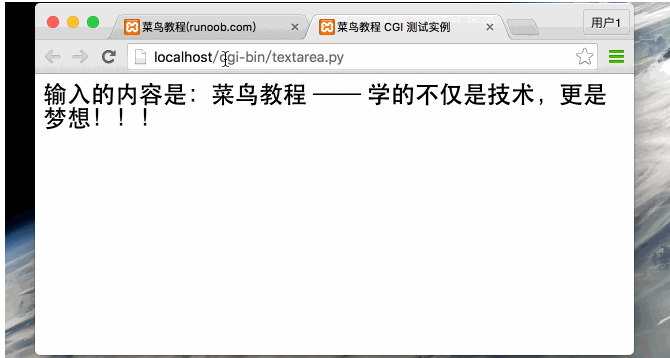 菜鸟教程(runoob.com)
菜鸟教程 CGI 测试实例
用户1
localhost/cgi-bin/textarea.py
输入的内容是：菜鸟教程 —— 学的不仅是技术，更是
梦想！！！